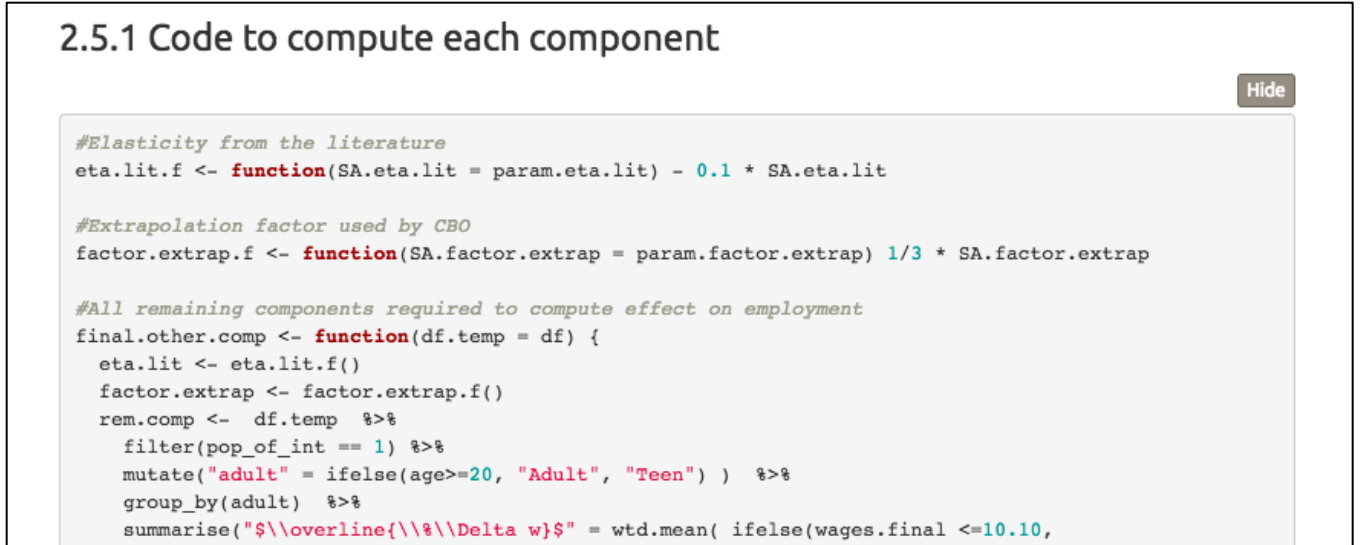 2.5.1 Code to compute each component
Hide
#Elasticity from the literature
eta.lit.f <- function(SA.eta.lit = param.eta.lit) - 0.1 * SA.eta.lit
#Extrapolation factor used by CBO
factor.extrap.f <- function(SA.factor.extrap = param.factor.extrap) 1/3 * SA.factor.extrap
#All remaining components required to compute effect on employment
final.other.comp <- function(df.temp = df) {
  eta.lit <- eta.lit.f()
  factor.extrap <- factor.extrap.f()
  rem.comp <-  df.temp  %>%
    filter(pop_of_int == 1) %>%
    mutate("adult" = ifelse(age>=20, "Adult", "Teen") )  %>%
    group_by(adult)  %>%
    summarise("$\\overline{\\%\\Delta w}$" = wtd.mean( ifelse(wages.final <=10.10,